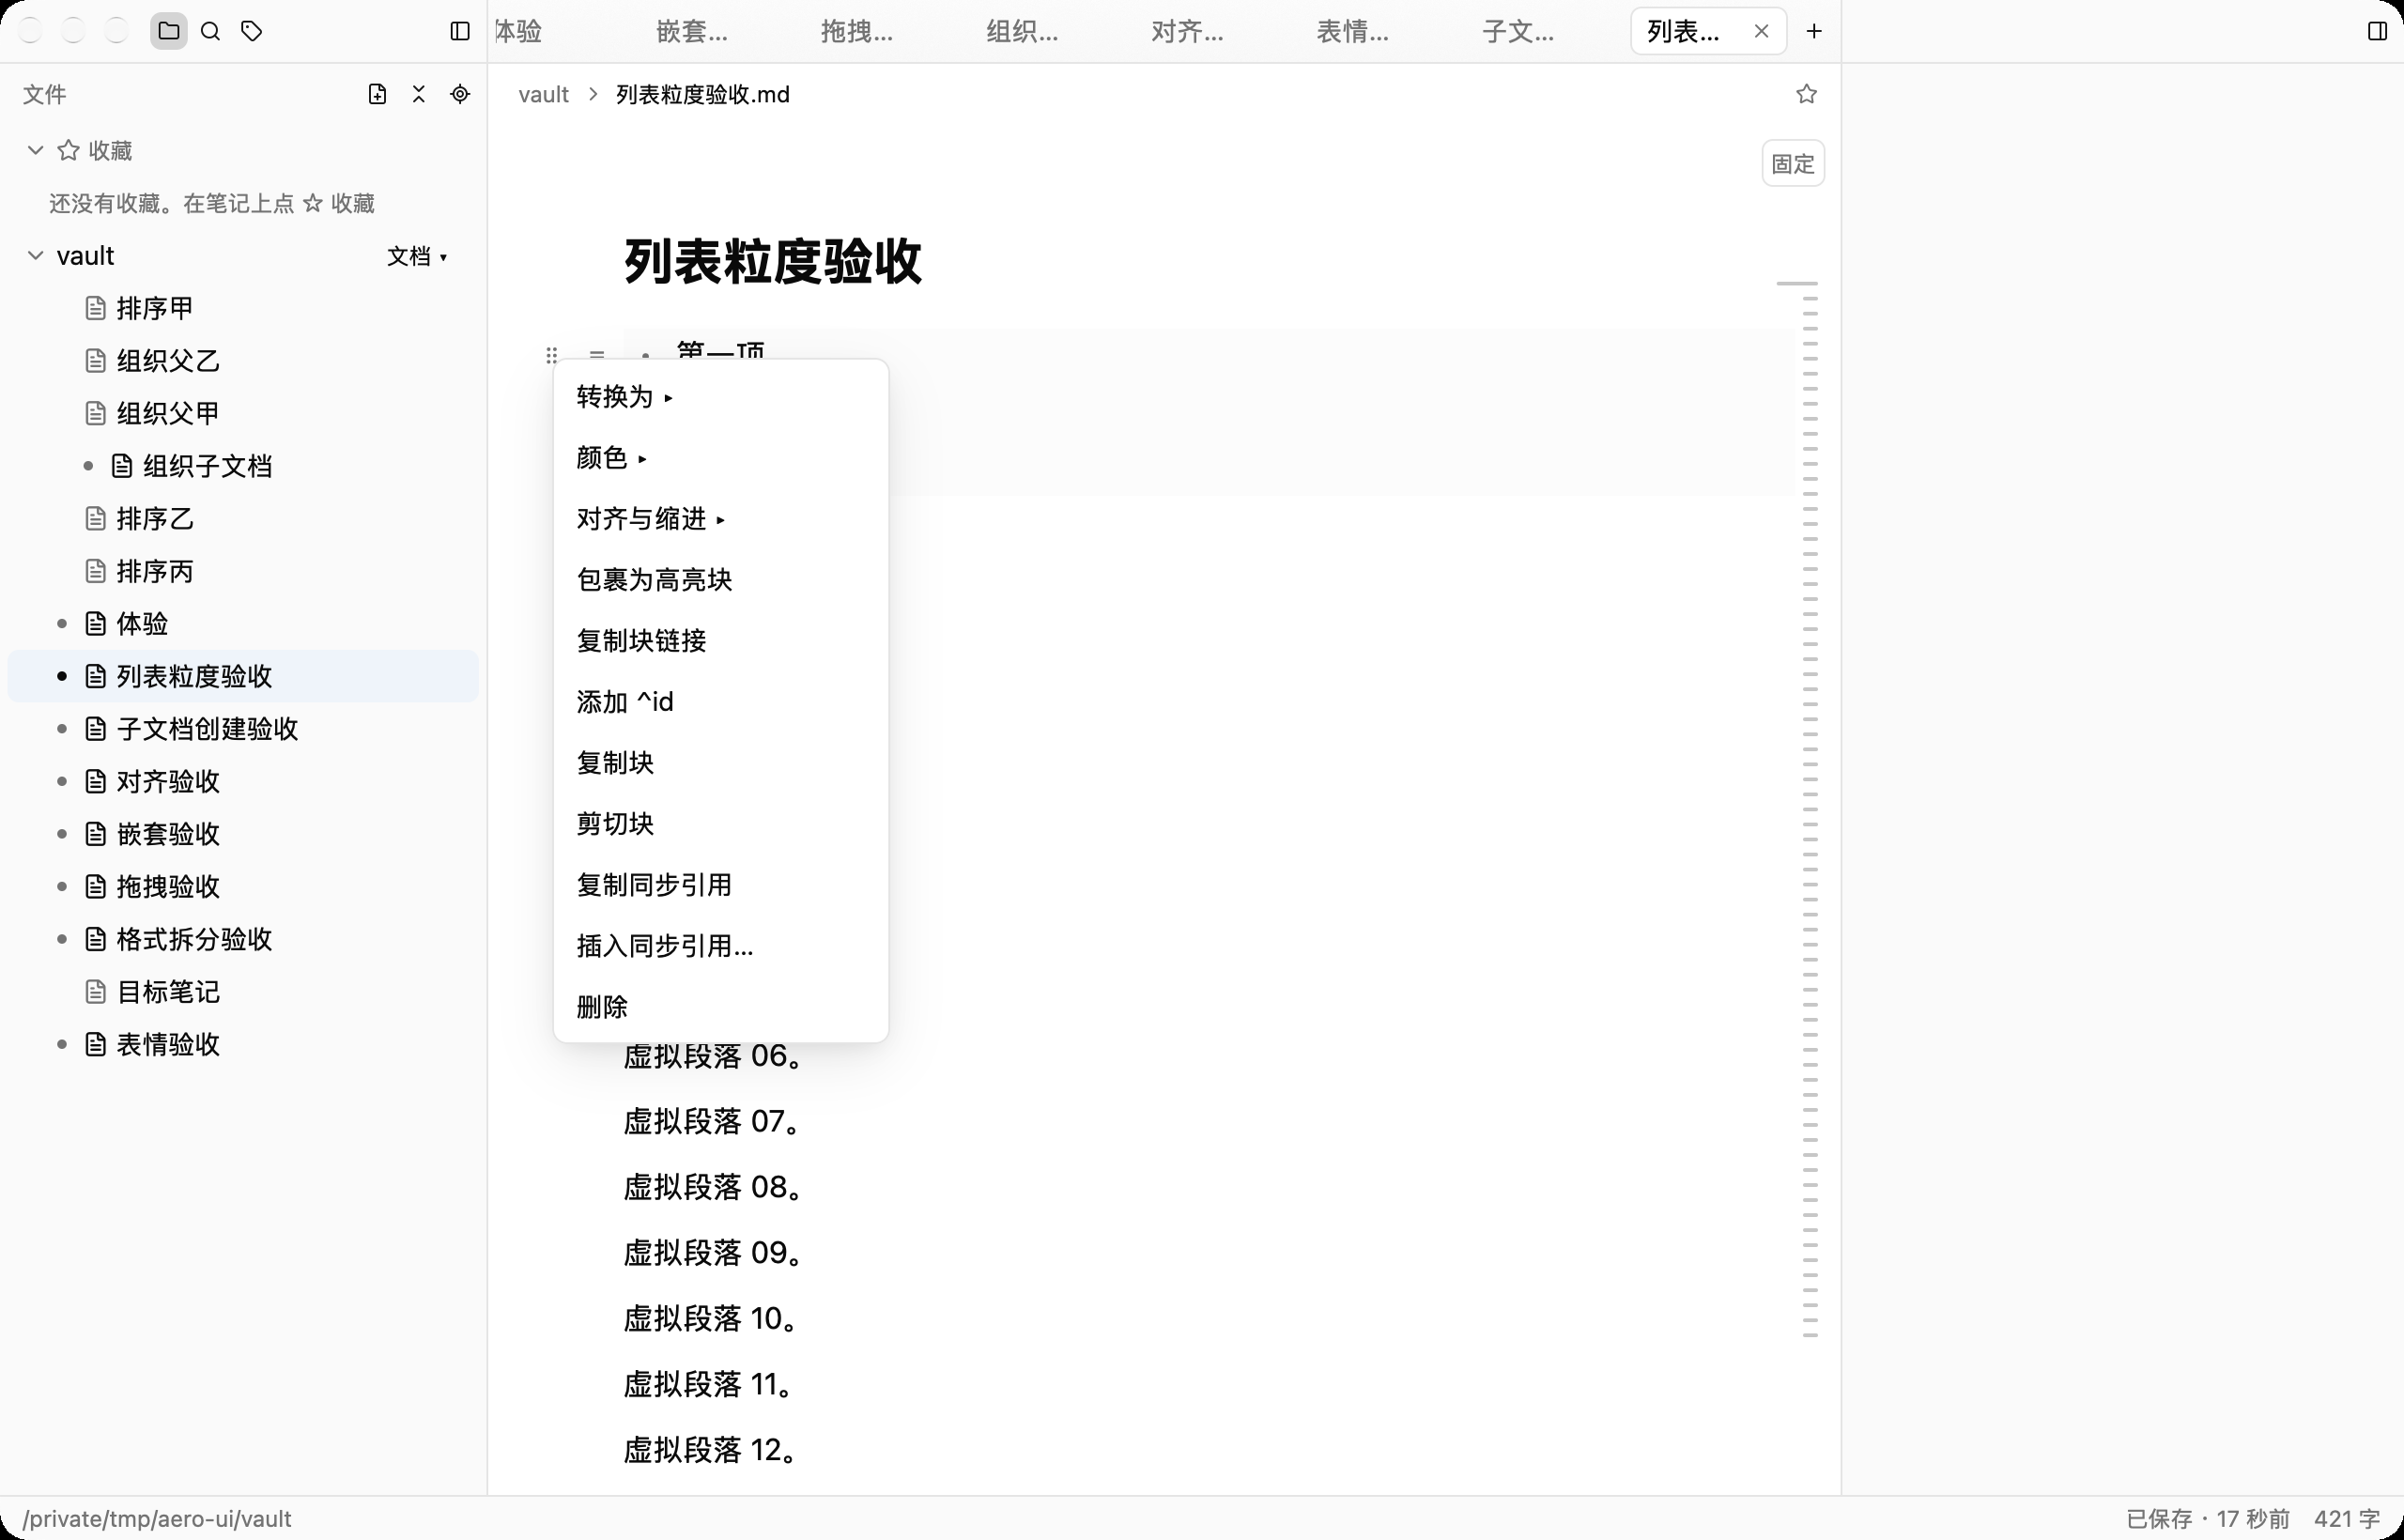 体验
嵌套...
拖拽...
组织...
对齐...
表情...
子文...
列表...
文件
vault > 列表粒度验收.md
收藏
固定
还没有收藏。在笔记上点 ☆ 收藏
vault
文档
排序甲
组织父乙
组织父甲
组织子文档
排序乙
排序丙
体验
列表粒度验收
子文档创建验收
对齐验收
嵌套验收
拖拽验收
格式拆分验收
目标笔记
表情验收
列表粒度验收
第一项
转换为
颜色
对齐与缩进
包裹为高亮块
复制块链接
添加 ^id
复制块
剪切块
复制同步引用
插入同步引用...
删除
虚拟段落 06。
虚拟段落 07。
虚拟段落 08。
虚拟段落 09。
虚拟段落 10。
虚拟段落 11。
虚拟段落 12。
/private/tmp/aero-ui/vault
已保存 · 17 秒前
421 字